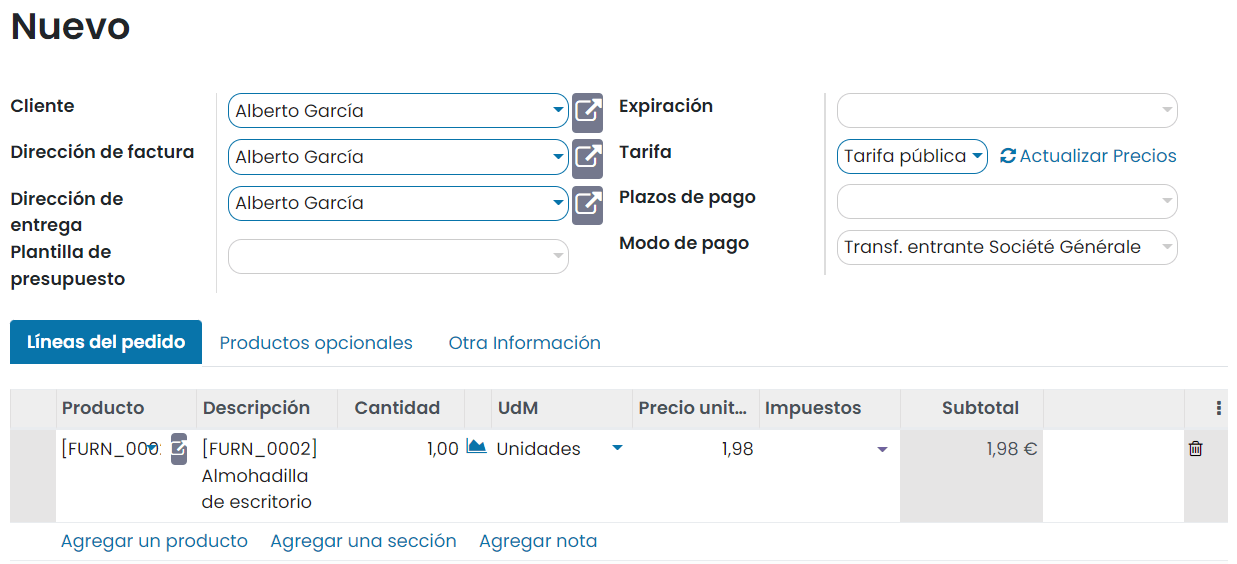 Nuevo
Cliente
Alberto García
Expiración
Dirección de factura
Alberto García
Tarifa
Tarifa pública
Actualizar Precios
Dirección de
entrega
Alberto García
Plazos de pago
Plantilla de
presupuesto
Modo de pago
Transf. entrante Société Générale
Líneas del pedido
Productos opcionales
Otra Información
Producto
Descripción
Cantidad
UdM
Precio unit...
Impuestos
Subtotal
[FURN_000
[FURN_0002]
Almohadilla
de escritorio
1,00
Unidades
1,98
1,98 €
Agregar un producto
Agregar una sección
Agregar nota